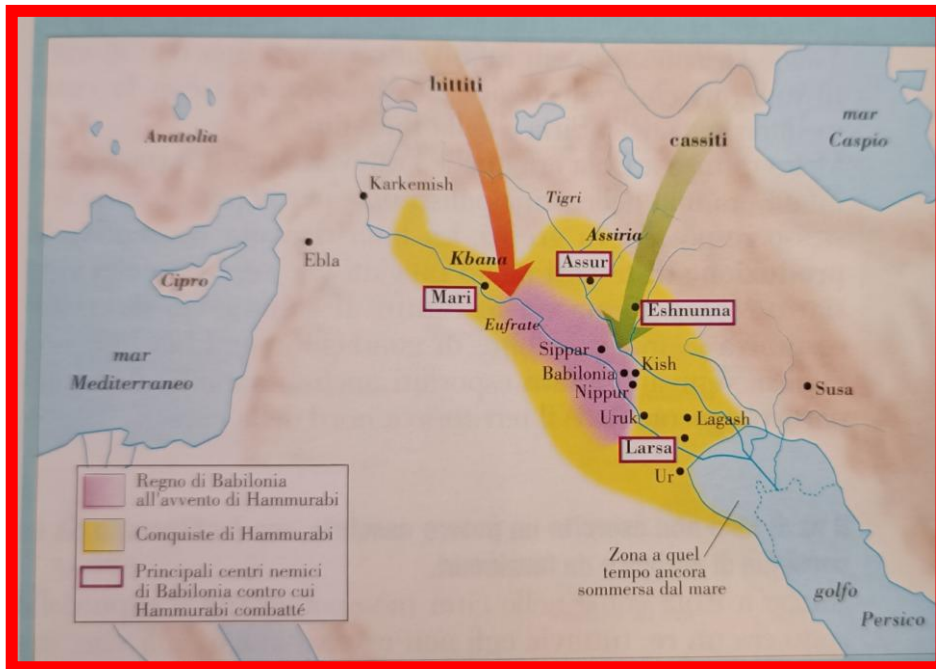 hittiti
mar
Caspio
Anatolia
cassiti
Karkemish
Tigri
Assiria
Ebla
Kbana
Assur
Cipro
Mari
Eshnunna
Eufrate
mar
Mediterraneo
Sippar
Babilonia
Kish
Nippur
Susa
Uruk
Lagash
Larsa
Ur
Regno di Babilonia
all'avvento di Hammurabi
Conquiste di Hammurabi
Principali centri nemici
di Babilonia contro cui
Hammurabi combatté
Zona a quel
tempo ancora
sommersa dal mare
golfo
Persico